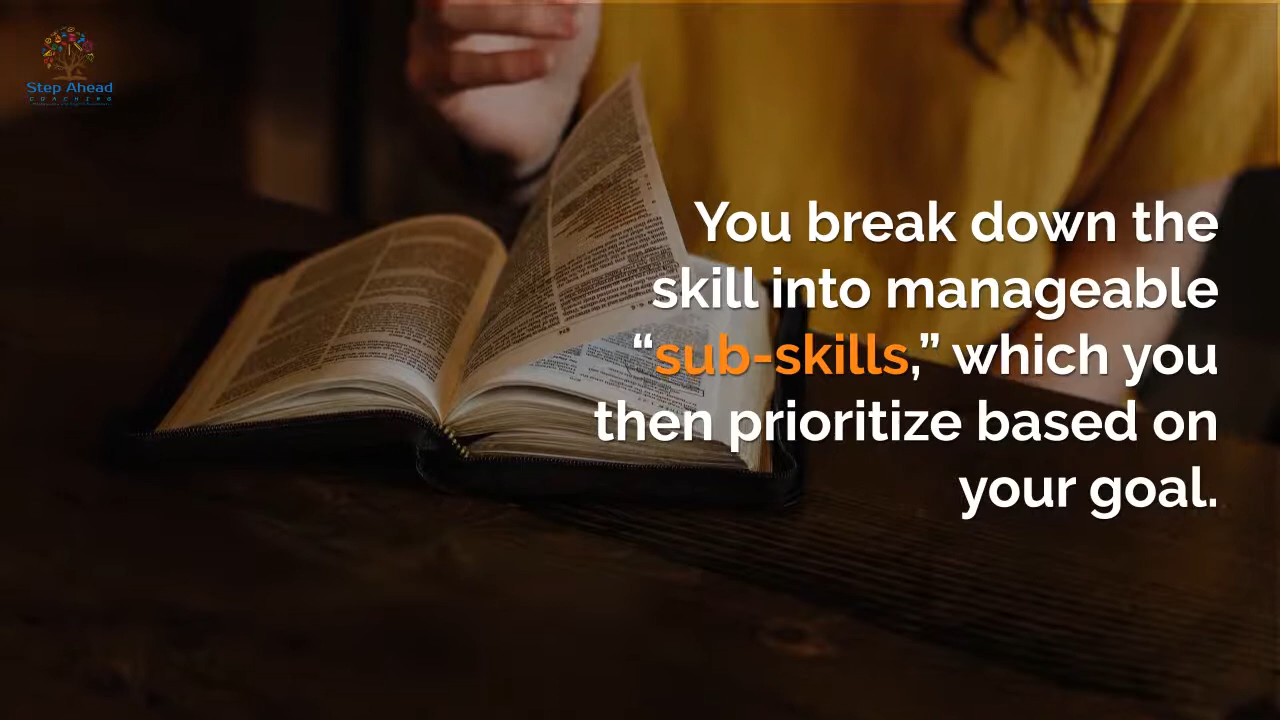 Step Ahead
COACHING
You break down the
skill into manageable
“sub-skills,” which you
then prioritize based on
your goal.